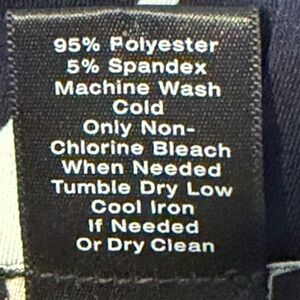 95% Polyester
5% Spandex
Machine Wash
Cold
Only Non-
Chlorine Bleach
When Needed
Tumble Dry Low
Cool Iron
If Needed
Or Dry Clean